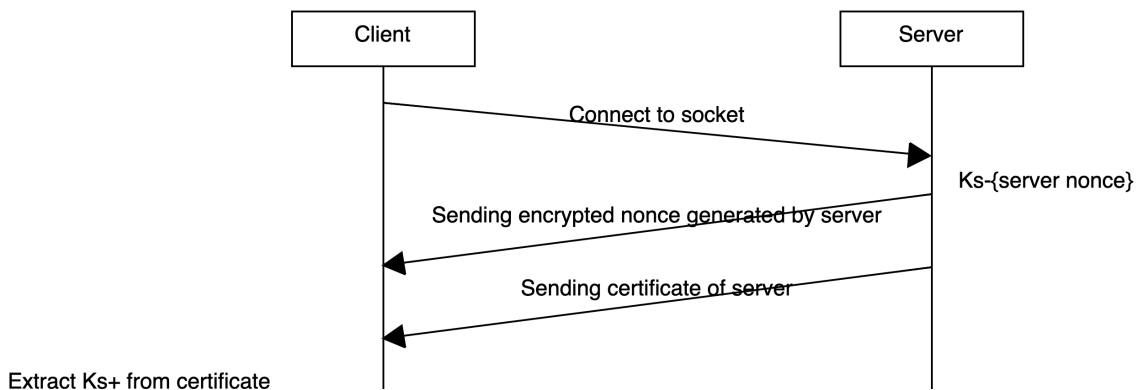 Client
Server
Connect to socket
Ks-{server nonce}
Sending encrypted nonce generated by server
Sending certificate of server
Extract Ks+ from certificate